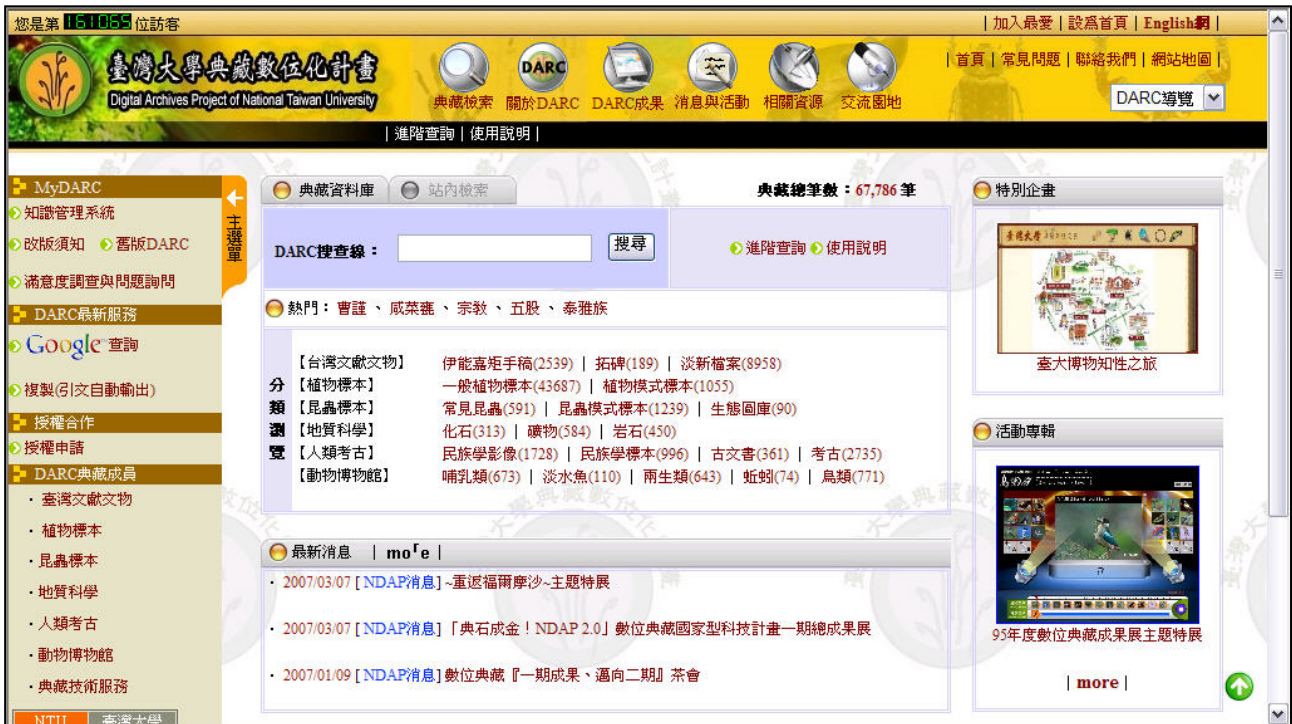 您是第 161065 位訪客
| 加入最愛 | 設爲首頁 | English網 |
臺灣大學典藏數位化計畫
Digital Archives Project of National Taiwan University
DARC
典藏檢索 關於DARC DARC成果 消息與活動 相關資源 交流園地
| 首頁 | 常見問題 | 聯絡我們 | 網站地圖 |
DARC導覽
| 進階查詢 | 使用說明 |
MyDARC
知識管理系統
改版須知 舊版DARC
滿意度調查與問題詢問
DARC最新服務
Google 查詢
複製(引文自動輸出)
授權合作
授權申請
DARC典藏成員
・臺灣文獻文物
・植物標本
・昆蟲標本
・地質科學
・人類考古
・動物博物館
・典藏技術服務
NTU 臺灣大學
主選單
典藏資料庫 站內檢索
典藏總筆數：67,786 筆
DARC搜查線： 搜尋
進階查詢 使用說明
熱門： 曹謹 、 咸菜甕 、 宗教 、 五股 、 泰雅族
分類瀏覽
【台灣文獻文物】 伊能嘉矩手稿(2539) | 拓碑(189) | 淡新檔案(8958)
【植物標本】 一般植物標本(43687) | 植物模式標本(1055)
【昆蟲標本】 常見昆蟲(591) | 昆蟲模式標本(1239) | 生態圖庫(90)
【地質科學】 化石(313) | 礦物(584) | 岩石(450)
【人類考古】 民族學影像(1728) | 民族學標本(996) | 古文書(361) | 考古(2735)
【動物博物館】 哺乳類(673) | 淡水魚(110) | 兩生類(643) | 蚯蚓(74) | 鳥類(771)
最新消息 | more |
・ 2007/03/07 [ NDAP消息] ~重返福爾摩沙~主題特展
・ 2007/03/07 [ NDAP消息] 「典石成金！NDAP 2.0」數位典藏國家型科技計畫一期總成果展
・ 2007/01/09 [ NDAP消息] 數位典藏『一期成果、邁向二期』茶會
特別企畫
臺大博物知性之旅
活動專輯
95年度數位典藏成果展主題特展
| more |